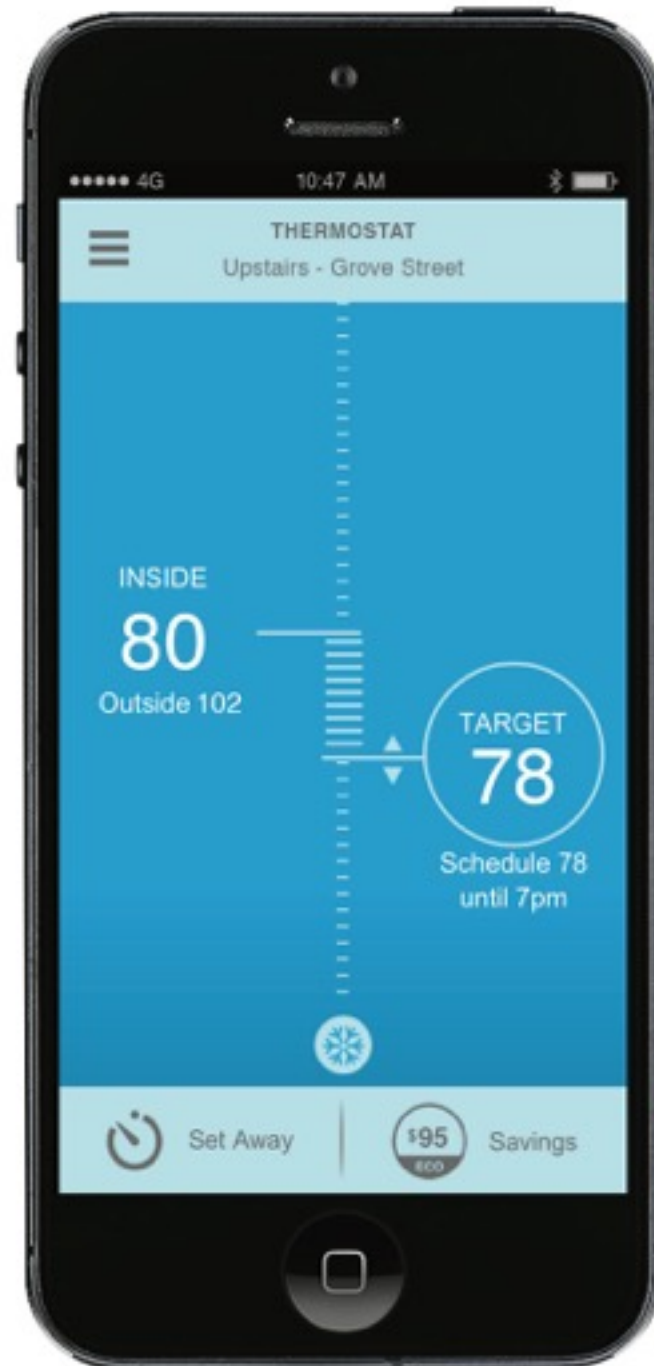 4G 10:47 AM
THERMOSTAT
Upstairs - Grove Street
INSIDE
80
Outside 102
TARGET
78
Schedule 78
until 7pm
Set Away
$95
ECO
Savings